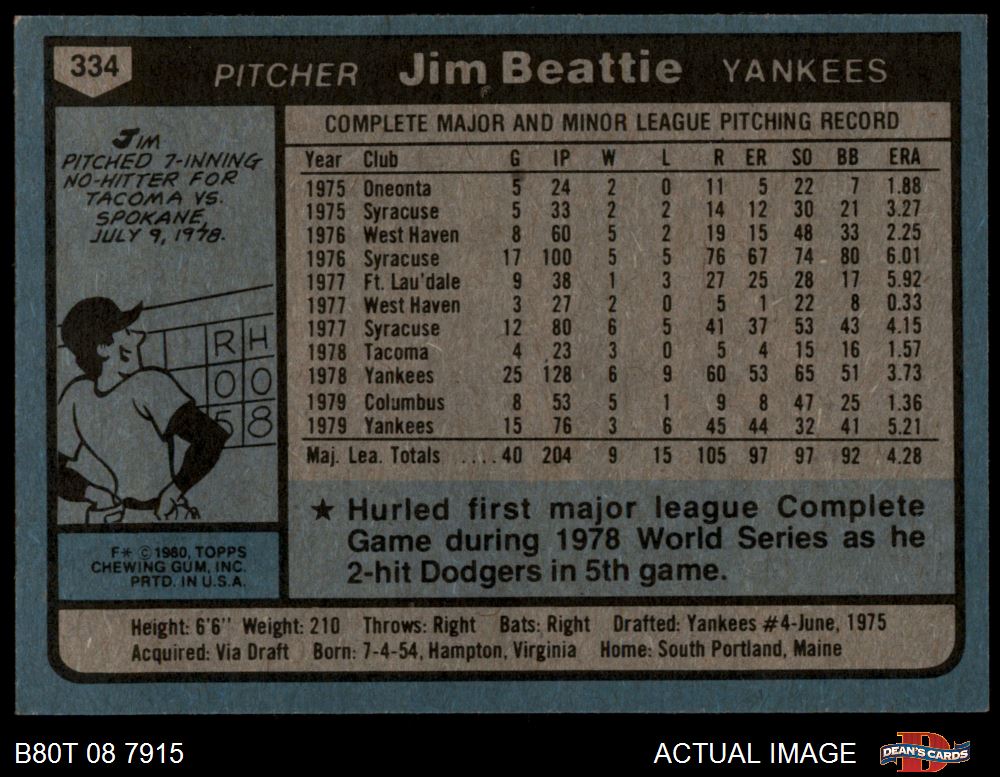 334 PITCHER Jim Beattie YANKEES
JIM
PITCHED 7-INNING
NO-HITTER FOR
TACOMA VS.
SPOKANE,
JULY 9, 1978.
R H
0 0
5 8
F* © 1980, TOPPS
CHEWING GUM, INC.
PRTD. IN U.S.A.
COMPLETE MAJOR AND MINOR LEAGUE PITCHING RECORD
Year Club G IP W L R ER SO BB ERA
1975 Oneonta 5 24 2 0 11 5 22 7 1.88
1975 Syracuse 5 33 2 2 14 12 30 21 3.27
1976 West Haven 8 60 5 2 19 15 48 33 2.25
1976 Syracuse 17 100 5 5 76 67 74 80 6.01
1977 Ft. Lau'dale 9 38 1 3 27 25 28 17 5.92
1977 West Haven 3 27 2 0 5 1 22 8 0.33
1977 Syracuse 12 80 6 5 41 37 53 43 4.15
1978 Tacoma 4 23 3 0 5 4 15 16 1.57
1978 Yankees 25 128 6 9 60 53 65 51 3.73
1979 Columbus 8 53 5 1 9 8 47 25 1.36
1979 Yankees 15 76 3 6 45 44 32 41 5.21
Maj. Lea. Totals ....40 204 9 15 105 97 97 92 4.28
★ Hurled first major league Complete
Game during 1978 World Series as he
2-hit Dodgers in 5th game.
Height: 6'6" Weight: 210 Throws: Right Bats: Right Drafted: Yankees #4-June, 1975
Acquired: Via Draft Born: 7-4-54, Hampton, Virginia Home: South Portland, Maine
B80T 08 7915 ACTUAL IMAGE DEAN'S CARDS